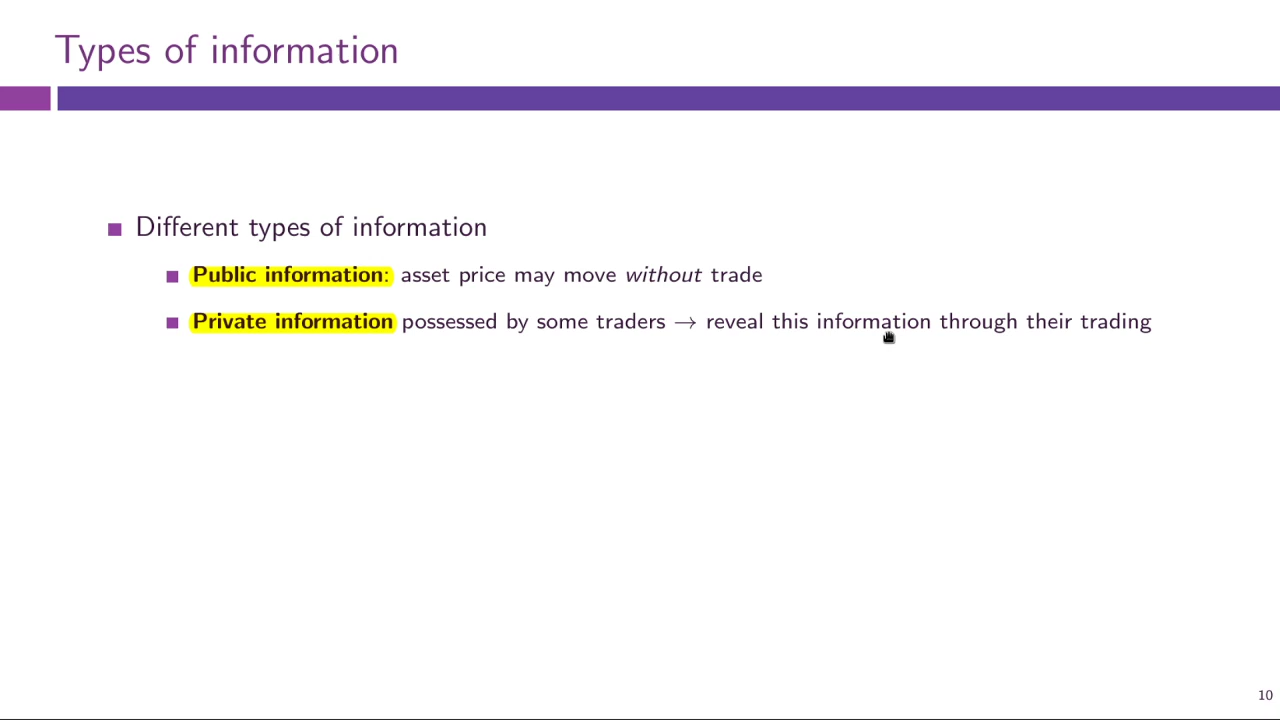 Types of information
Different types of information
Public information: asset price may move without trade
Private information possessed by some traders → reveal this information through their trading
10